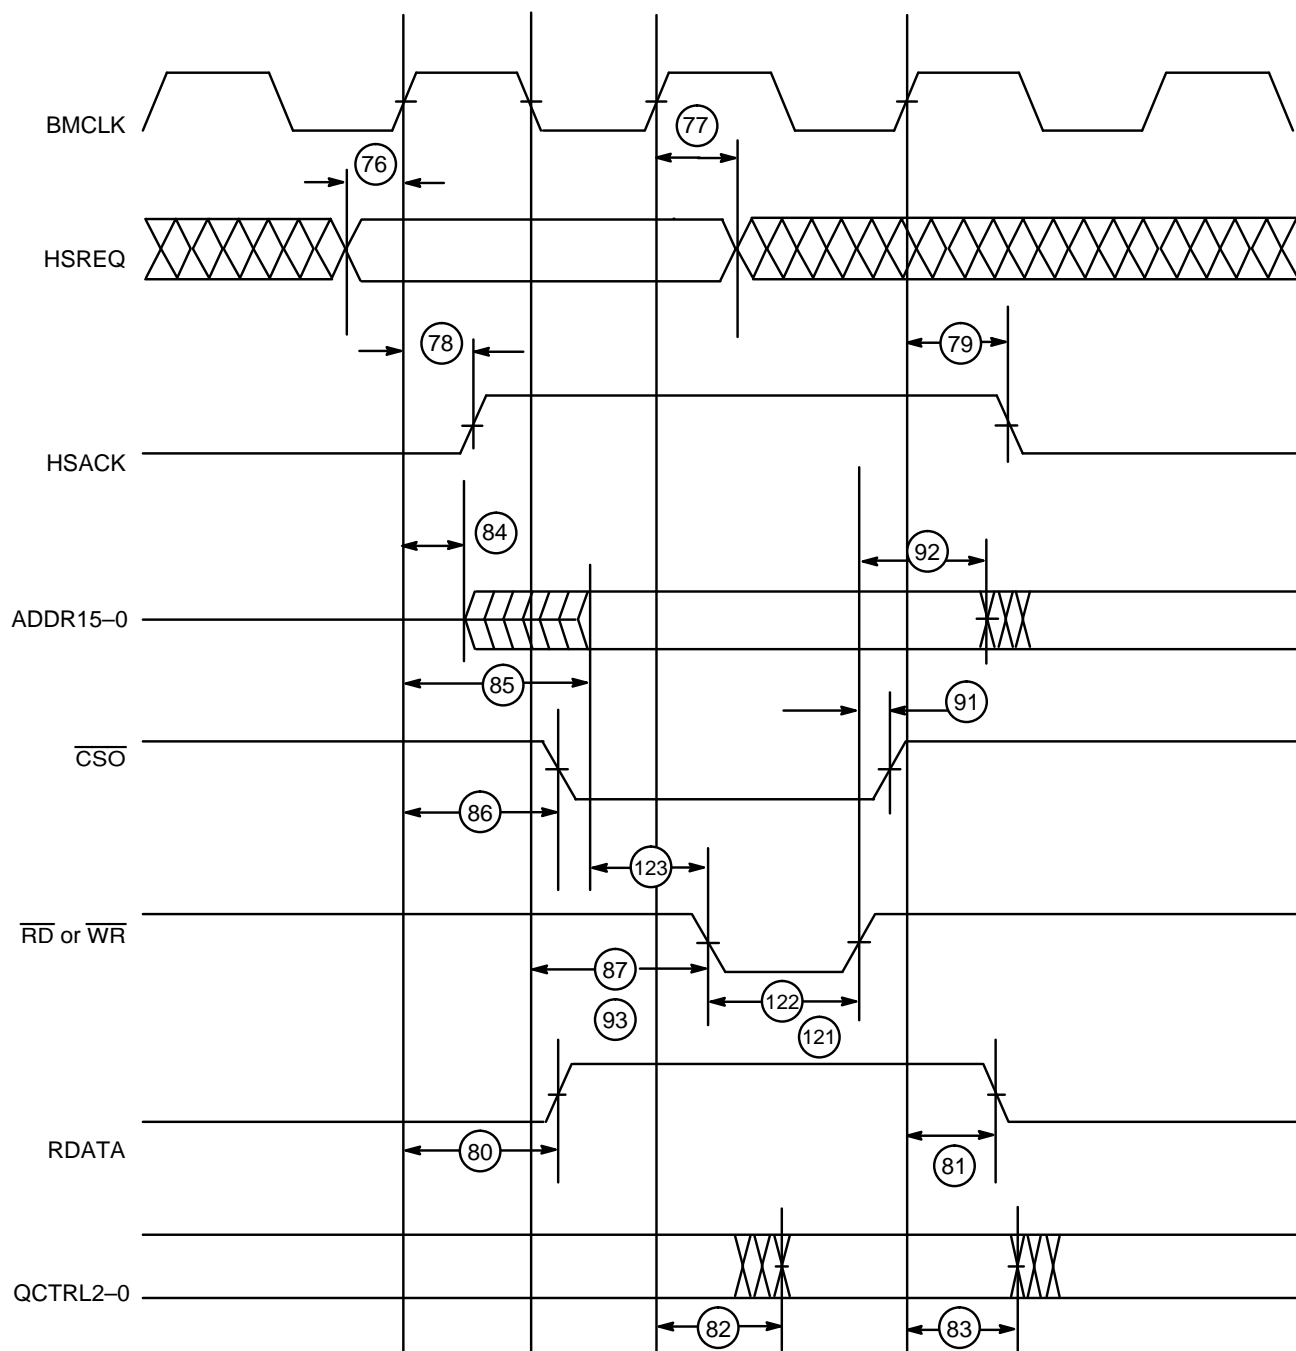 BMCLK
77
76
HSREQ
78
79
HSACK
84
92
ADDR15–0
85
91
CSO
86
123
RD or WR
87
122
93
121
RDATA
80
81
QCTRL2–0
82
83